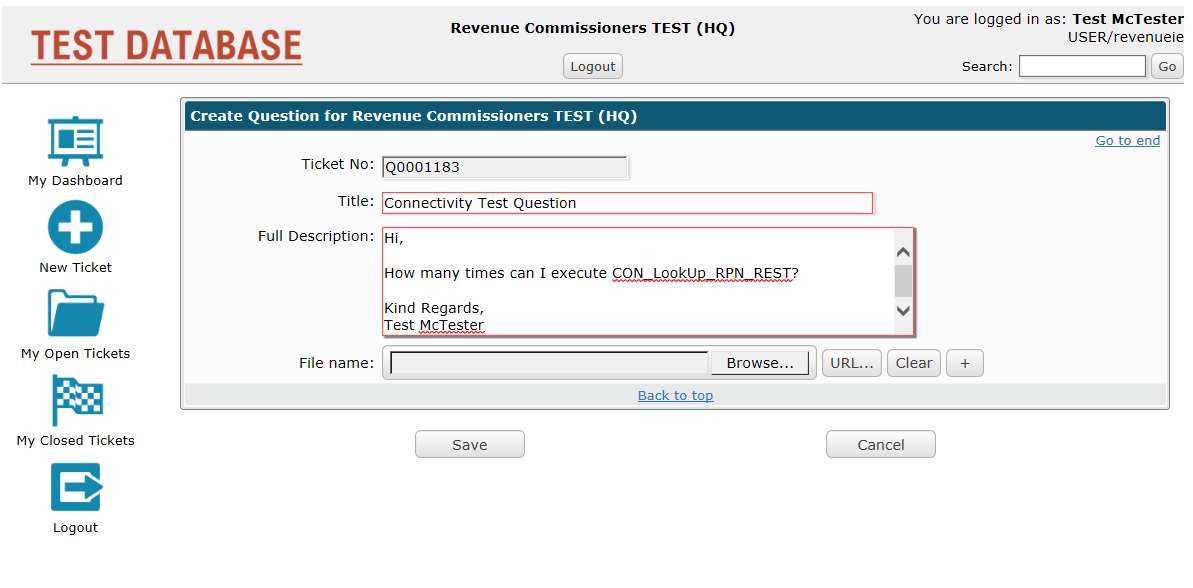 TEST DATABASE
Revenue Commissioners TEST (HQ)
Logout
You are logged in as: Test McTester
USER/revenueie
Search:
Go
My Dashboard
New Ticket
My Open Tickets
My Closed Tickets
Logout
Create Question for Revenue Commissioners TEST (HQ)
Go to end
Ticket No: Q0001183
Title: Connectivity Test Question
Full Description: Hi,
How many times can I execute CON_LookUp_RPN_REST?
Kind Regards,
Test McTester
File name: Browse... URL... Clear +
Back to top
Save Cancel